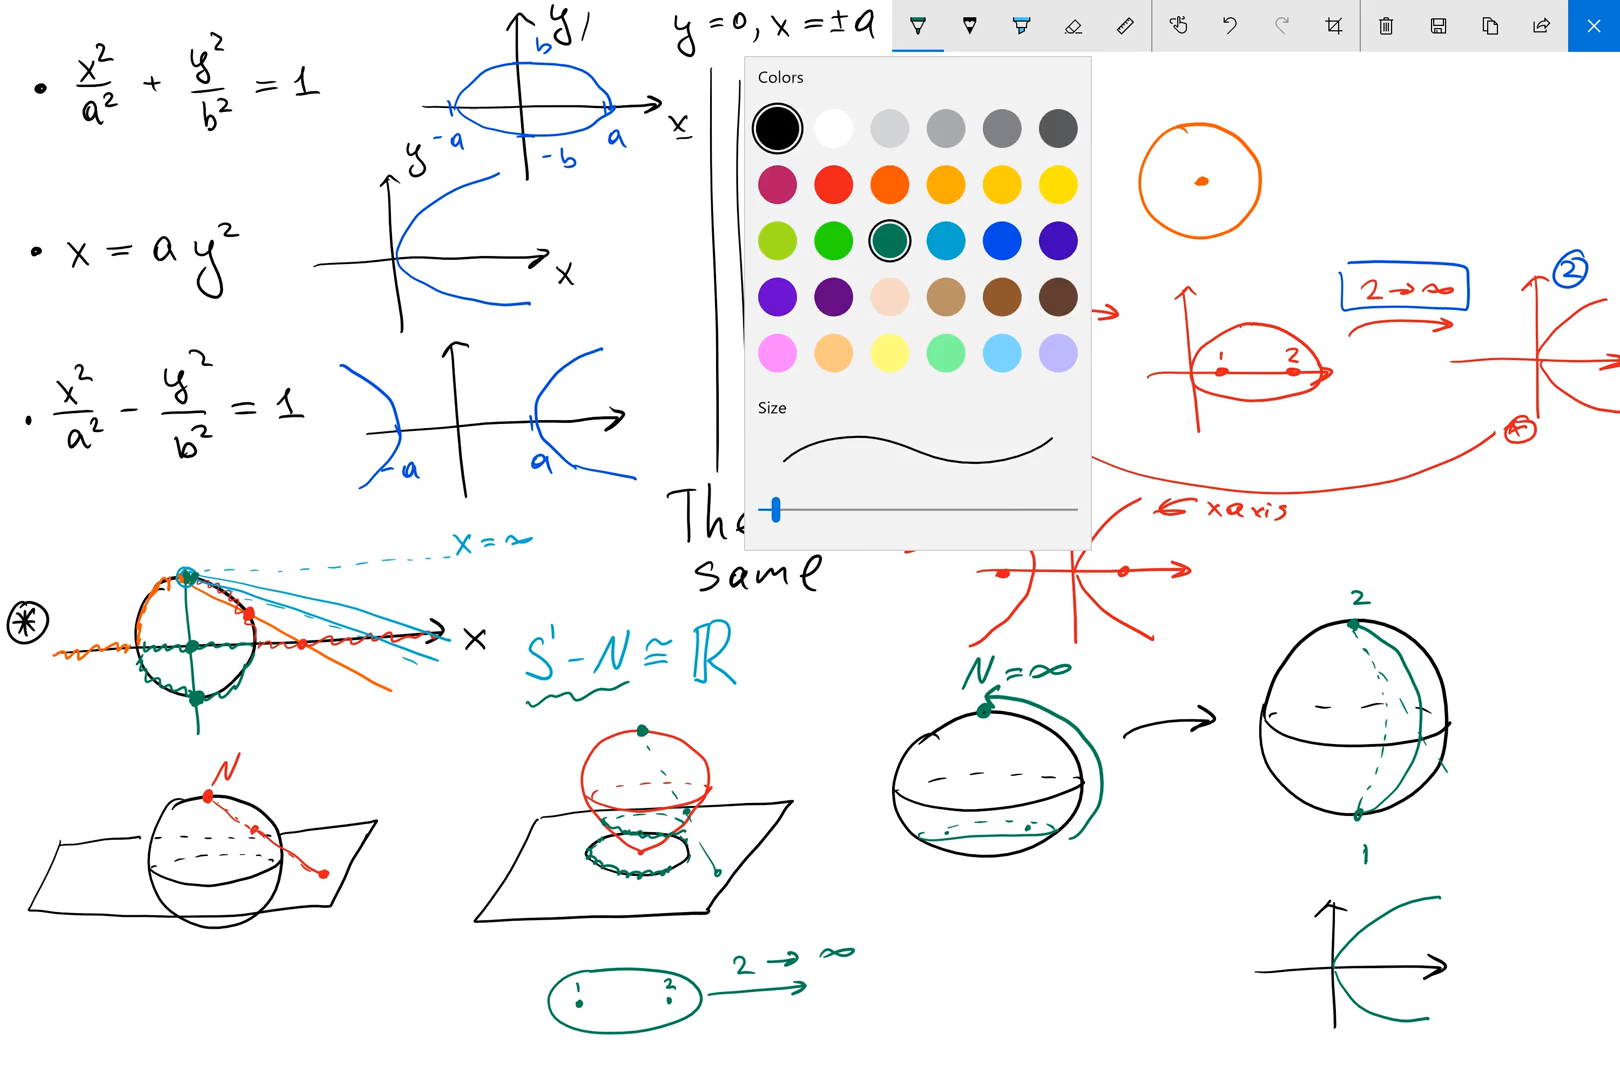 • x²/a² + y²/b² = 1
y
b
-a
a
-b
x
y = 0, x = ±a
• x = a y²
y
x
• x²/a² - y²/b² = 1
-a
a
Colors
Size
1
2
2 → ∞
②
← x axis
The
same
x = ∞
x
S¹ - N ≅ ℝ
N
N = ∞
2
1
1
2
2 → ∞